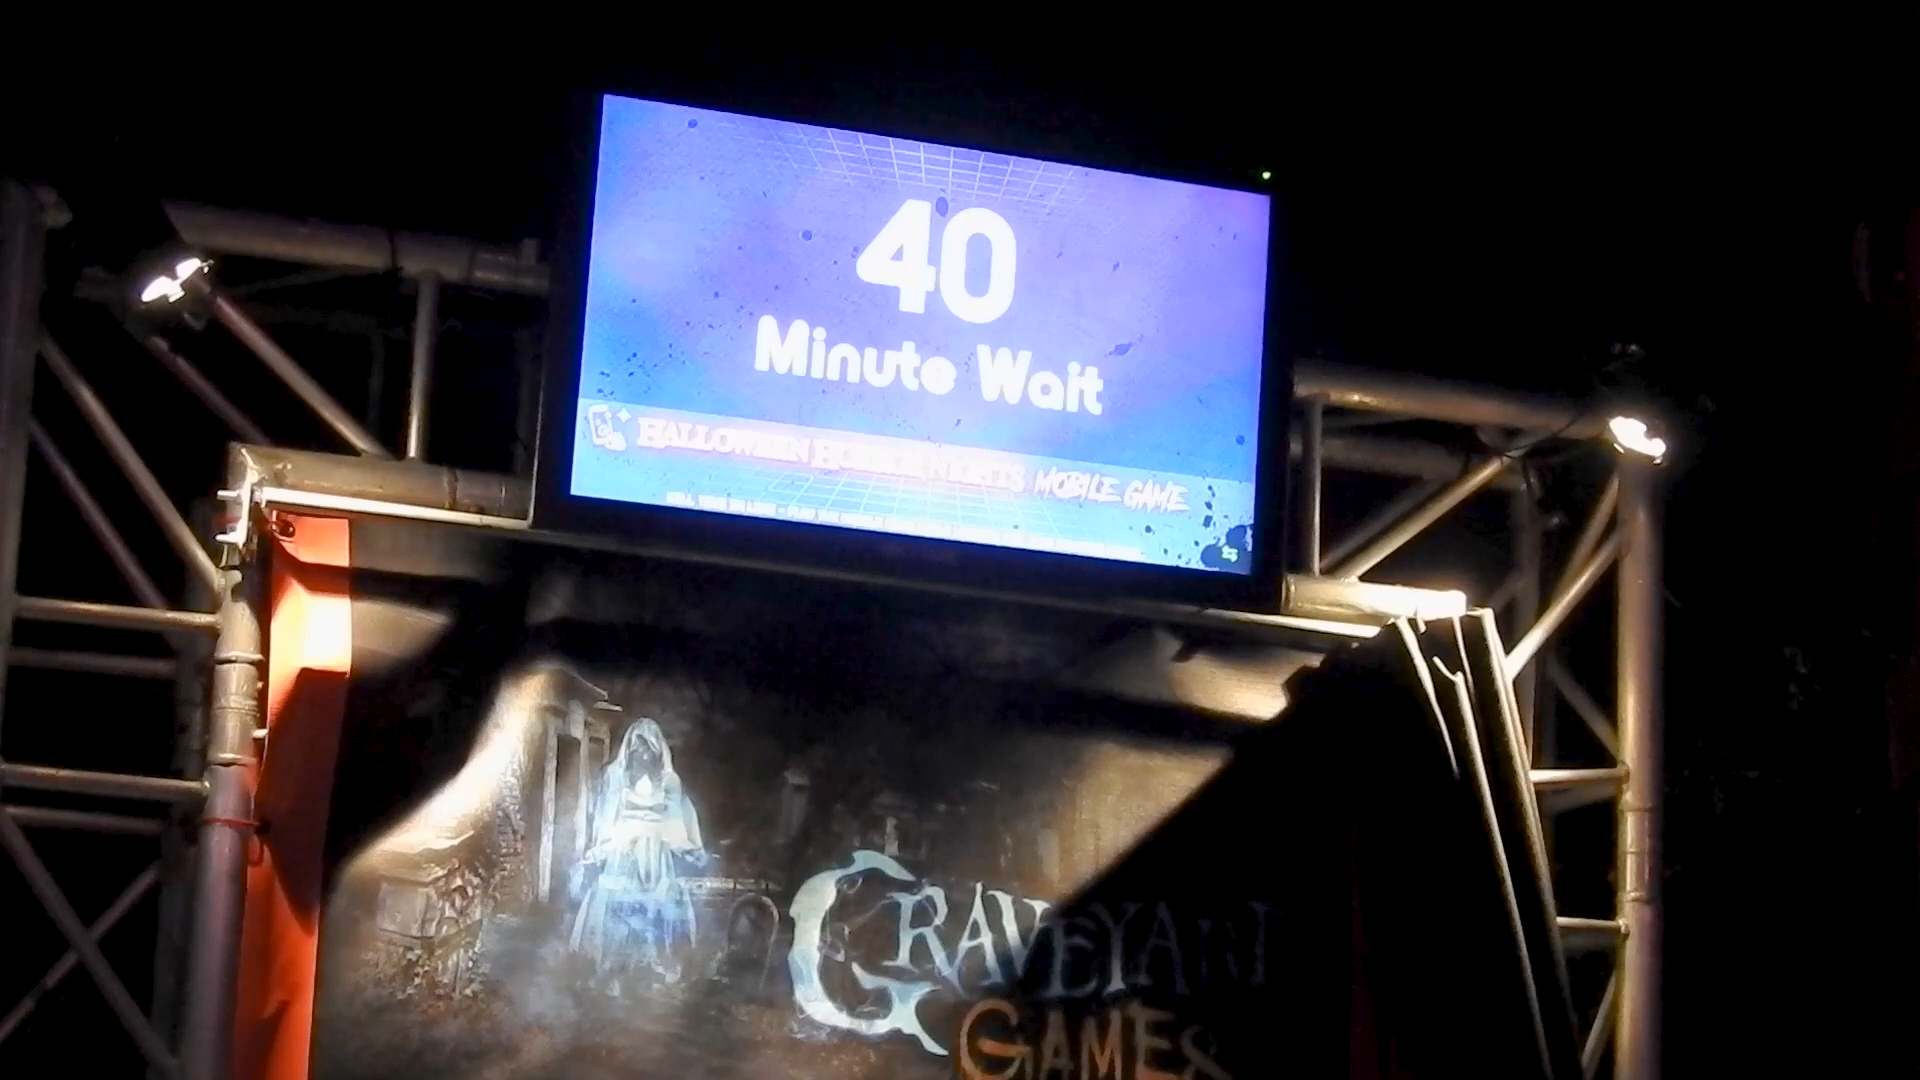 40
Minute Wait
HALLOWEEN HORROR NIGHTS MOBILE GAME
GRAVEYARD
GAMES